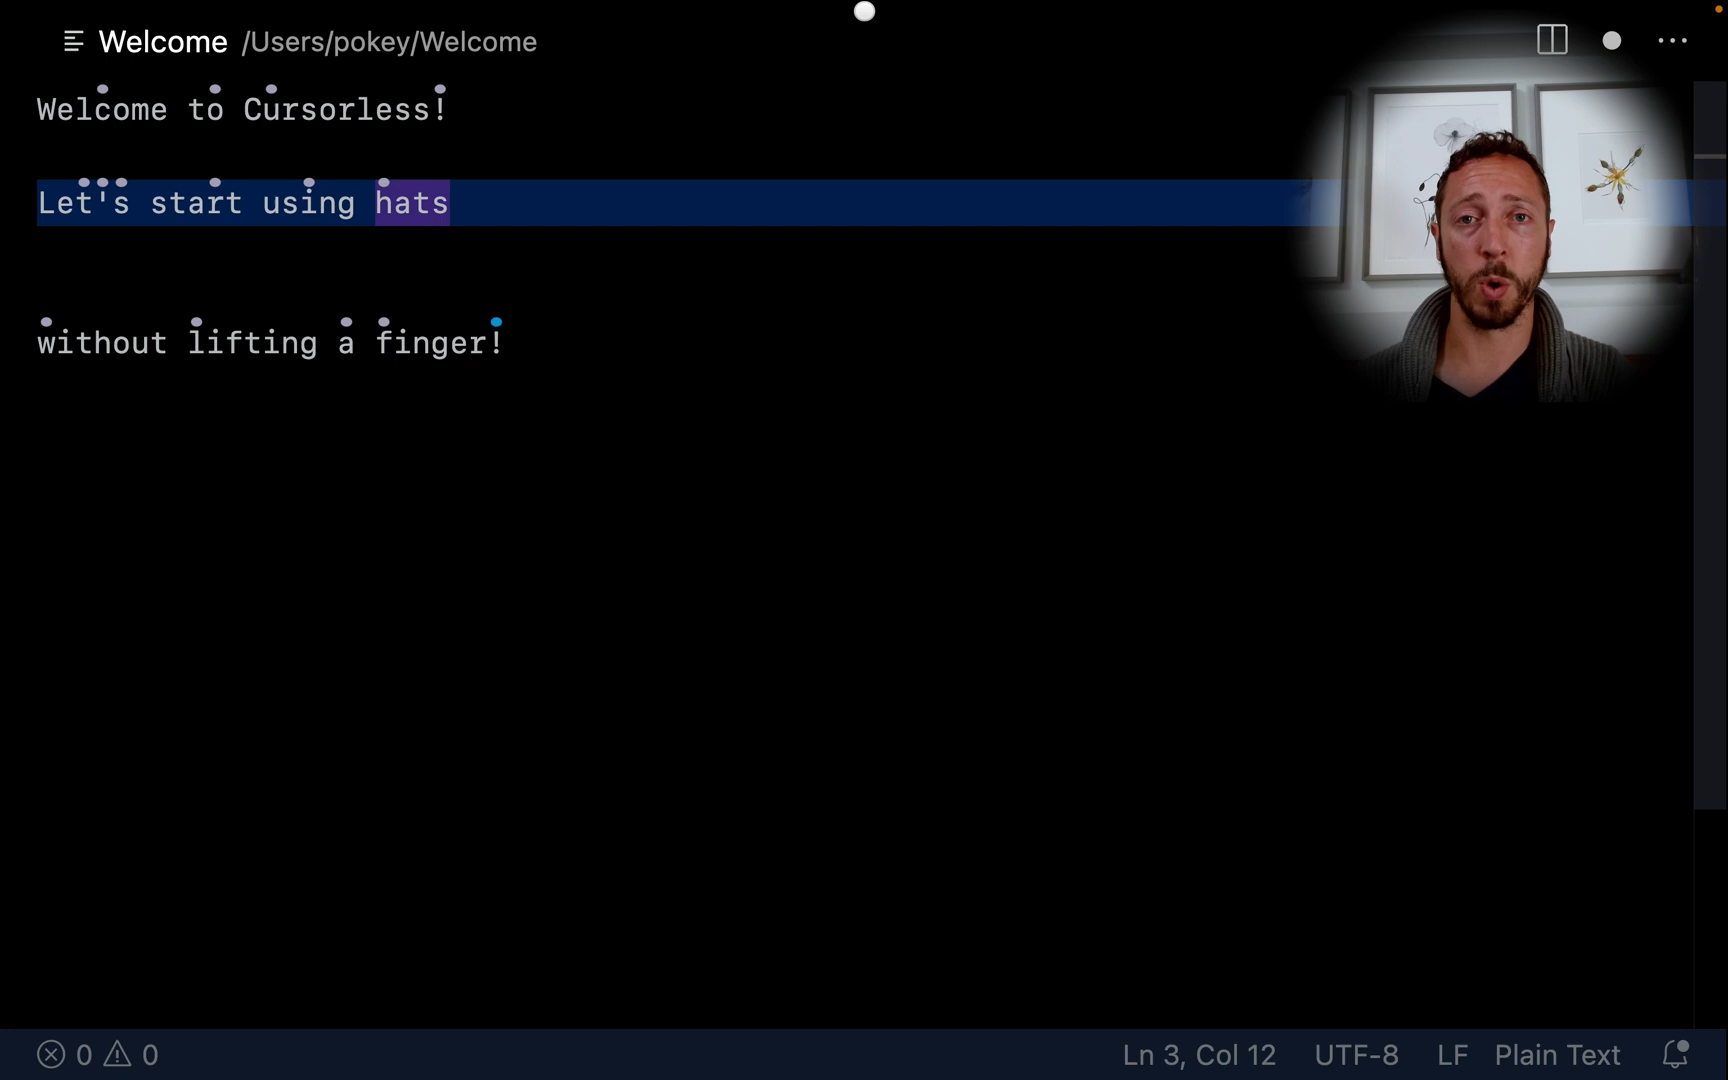 Welcome /Users/pokey/Welcome
Welcome to Cursorless!
Let's start using hats
without lifting a finger!
0 0 Ln 3, Col 12 UTF-8 LF Plain Text